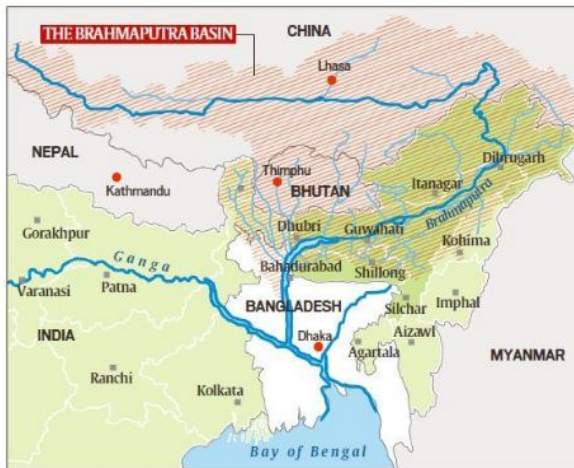 THE BRAHMAPUTRA BASIN
CHINA
Lhasa
NEPAL
Kathmandu
Thimphu
BHUTAN
Dibrugarh
Itanagar
Brahmaputra
Gorakhpur
Dhubri
Guwahati
Kohima
Ganga
Bahadurabad
Shillong
Varanasi
Patna
BANGLADESH
Silchar
Imphal
INDIA
Dhaka
Agartala
Aizawl
MYANMAR
Ranchi
Kolkata
Bay of Bengal